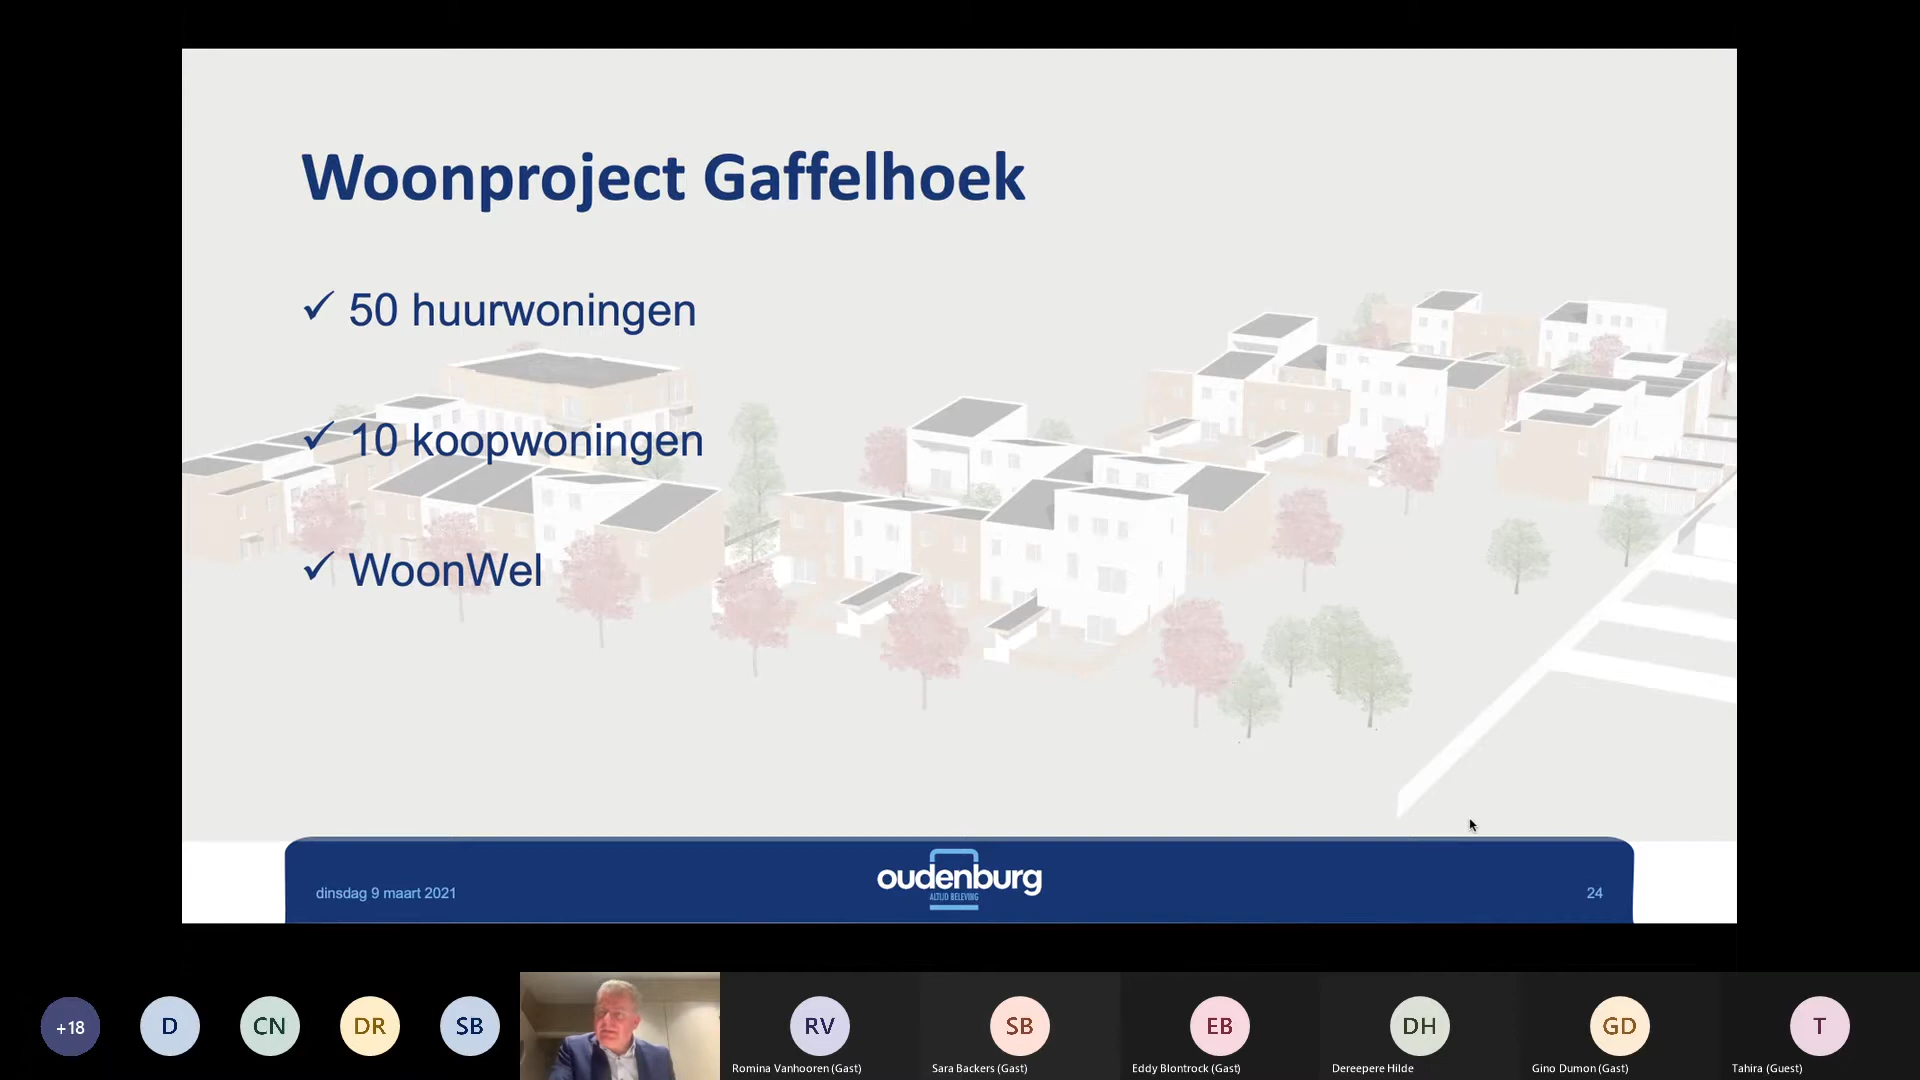 Woonproject Gaffelhoek
✓ 50 huurwoningen
✓ 10 koopwoningen
✓ WoonWel
dinsdag 9 maart 2021
oudenburg
ALTIJD BELEVING
24
+18
D
CN
DR
SB
RV
SB
EB
DH
GD
T
Romina Vanhooren (Gast)
Sara Backers (Gast)
Eddy Blontrock (Gast)
Dereepere Hilde
Gino Dumon (Gast)
Tahira (Guest)